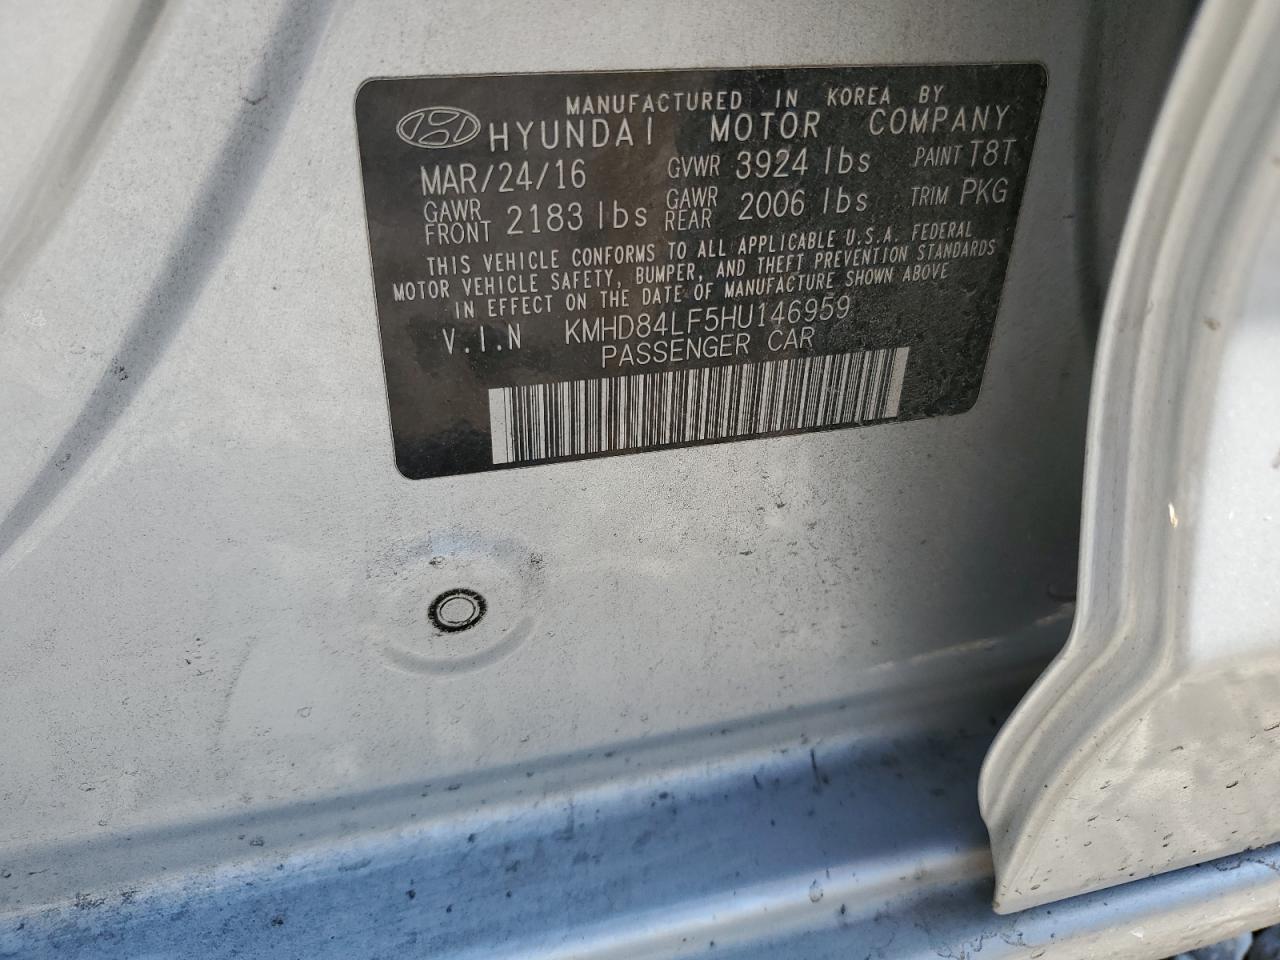 MANUFACTURED IN KOREA BY
HYUNDAI MOTOR COMPANY
MAR/24/16 GVWR 3924 lbs PAINT T8T
GAWR FRONT 2183 lbs GAWR REAR 2006 lbs TRIM PKG
THIS VEHICLE CONFORMS TO ALL APPLICABLE U.S.A. FEDERAL
MOTOR VEHICLE SAFETY, BUMPER, AND THEFT PREVENTION STANDARDS
IN EFFECT ON THE DATE OF MANUFACTURE SHOWN ABOVE
V.I.N KMHD84LF5HU146959
PASSENGER CAR